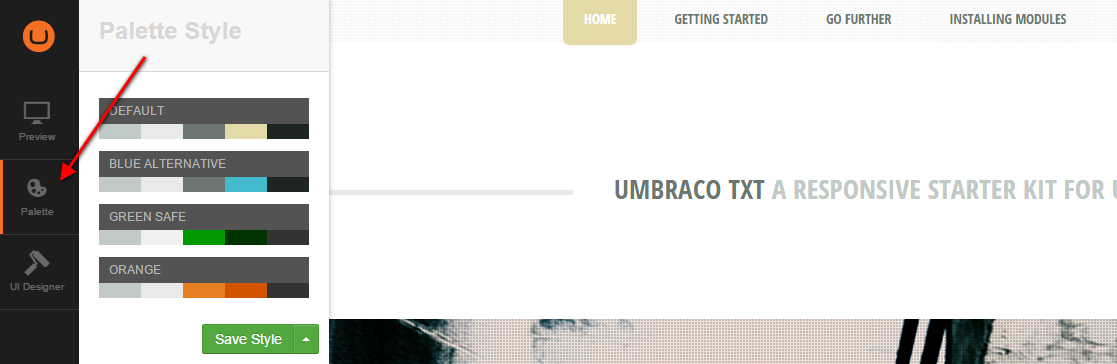 Preview
Palette
UI Designer
Palette Style
DEFAULT
BLUE ALTERNATIVE
GREEN SAFE
ORANGE
Save Style
HOME GETTING STARTED GO FURTHER INSTALLING MODULES
UMBRACO TXT A RESPONSIVE STARTER KIT FOR